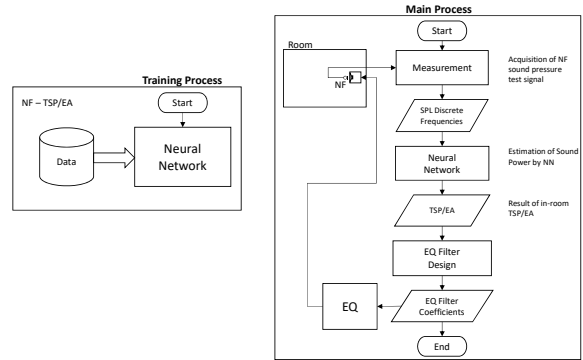 Training Process
NF – TSP/EA
Start
Data
Neural
Network
Main Process
Start
Room
NF
Measurement
Acquisition of NF
sound pressure
test signal
SPL Discrete
Frequencies
Neural
Network
Estimation of Sound
Power by NN
TSP/EA
Result of in-room
TSP/EA
EQ Filter
Design
EQ
EQ Filter
Coefficients
End